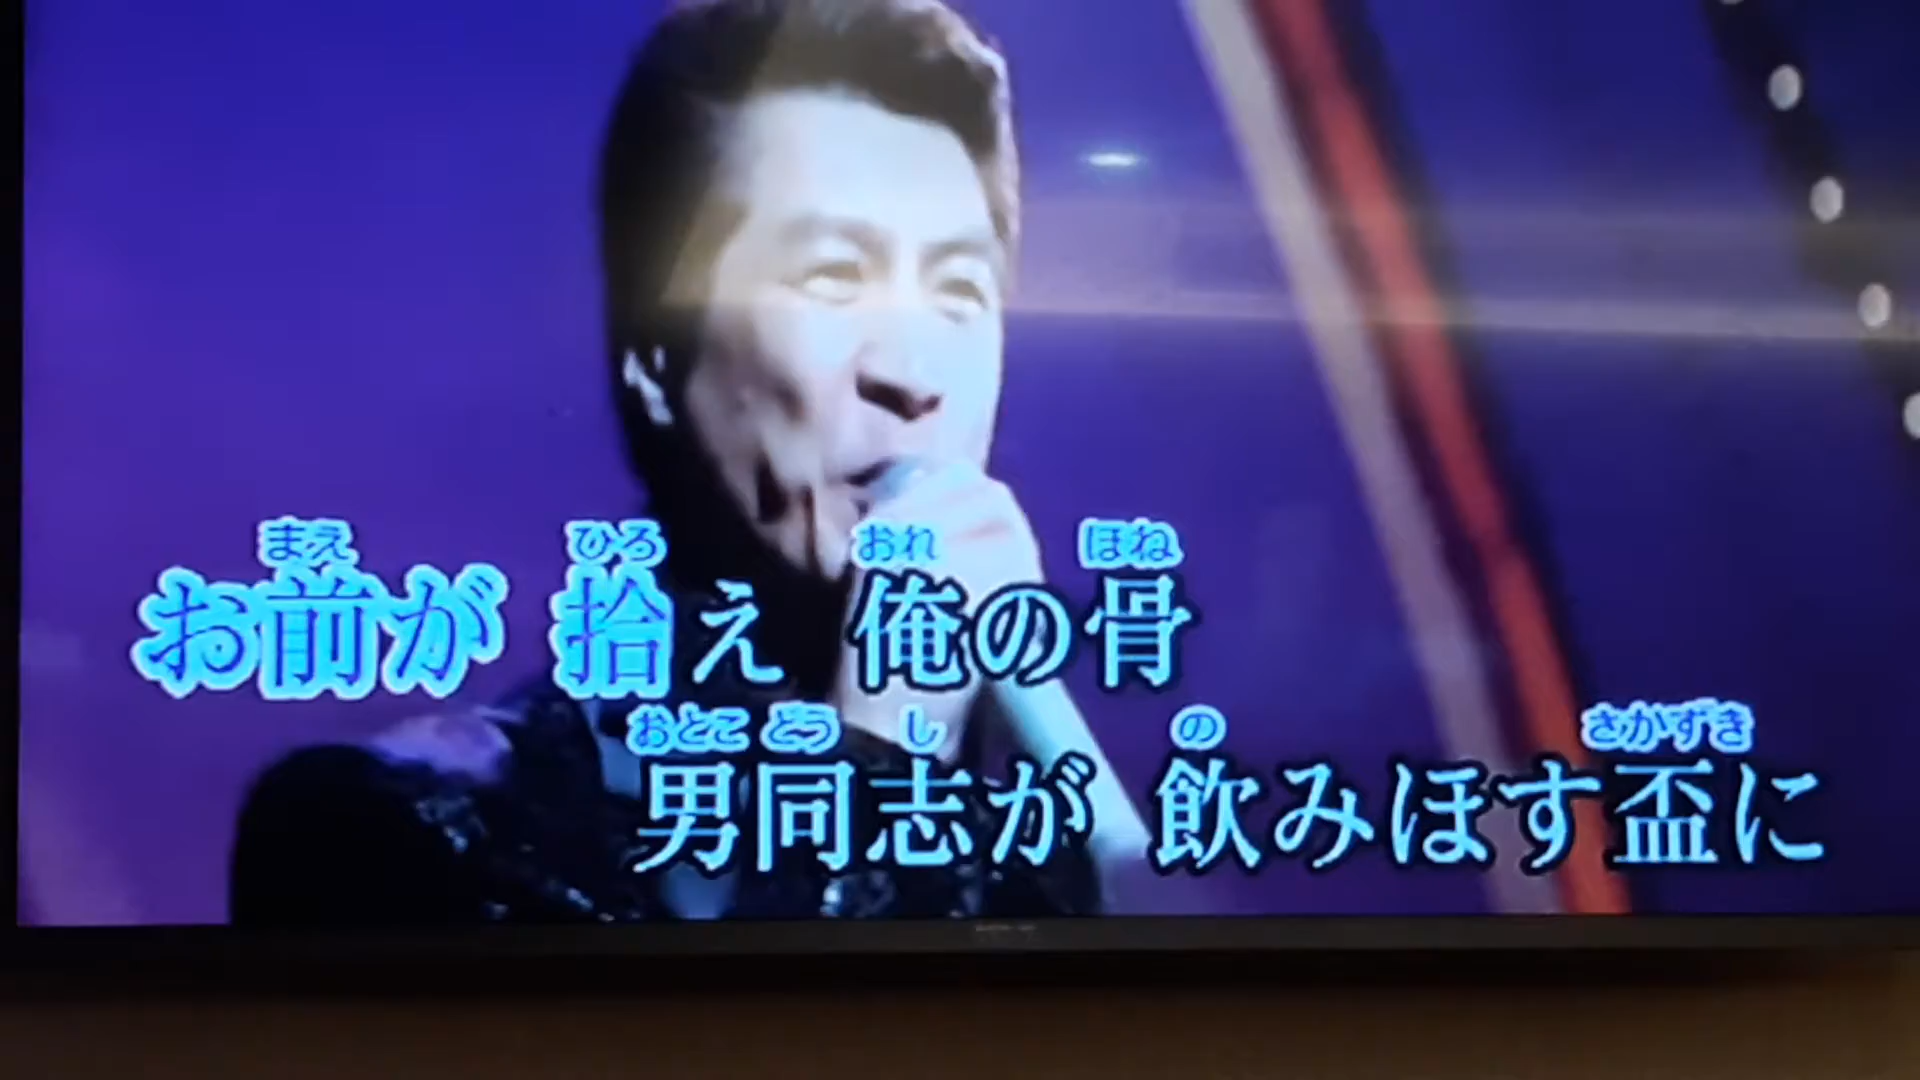 まえ ひろ おれ ほね
お前が 拾え 俺の骨
おとこ どう し の さかずき
男同志が 飲みほす盃に